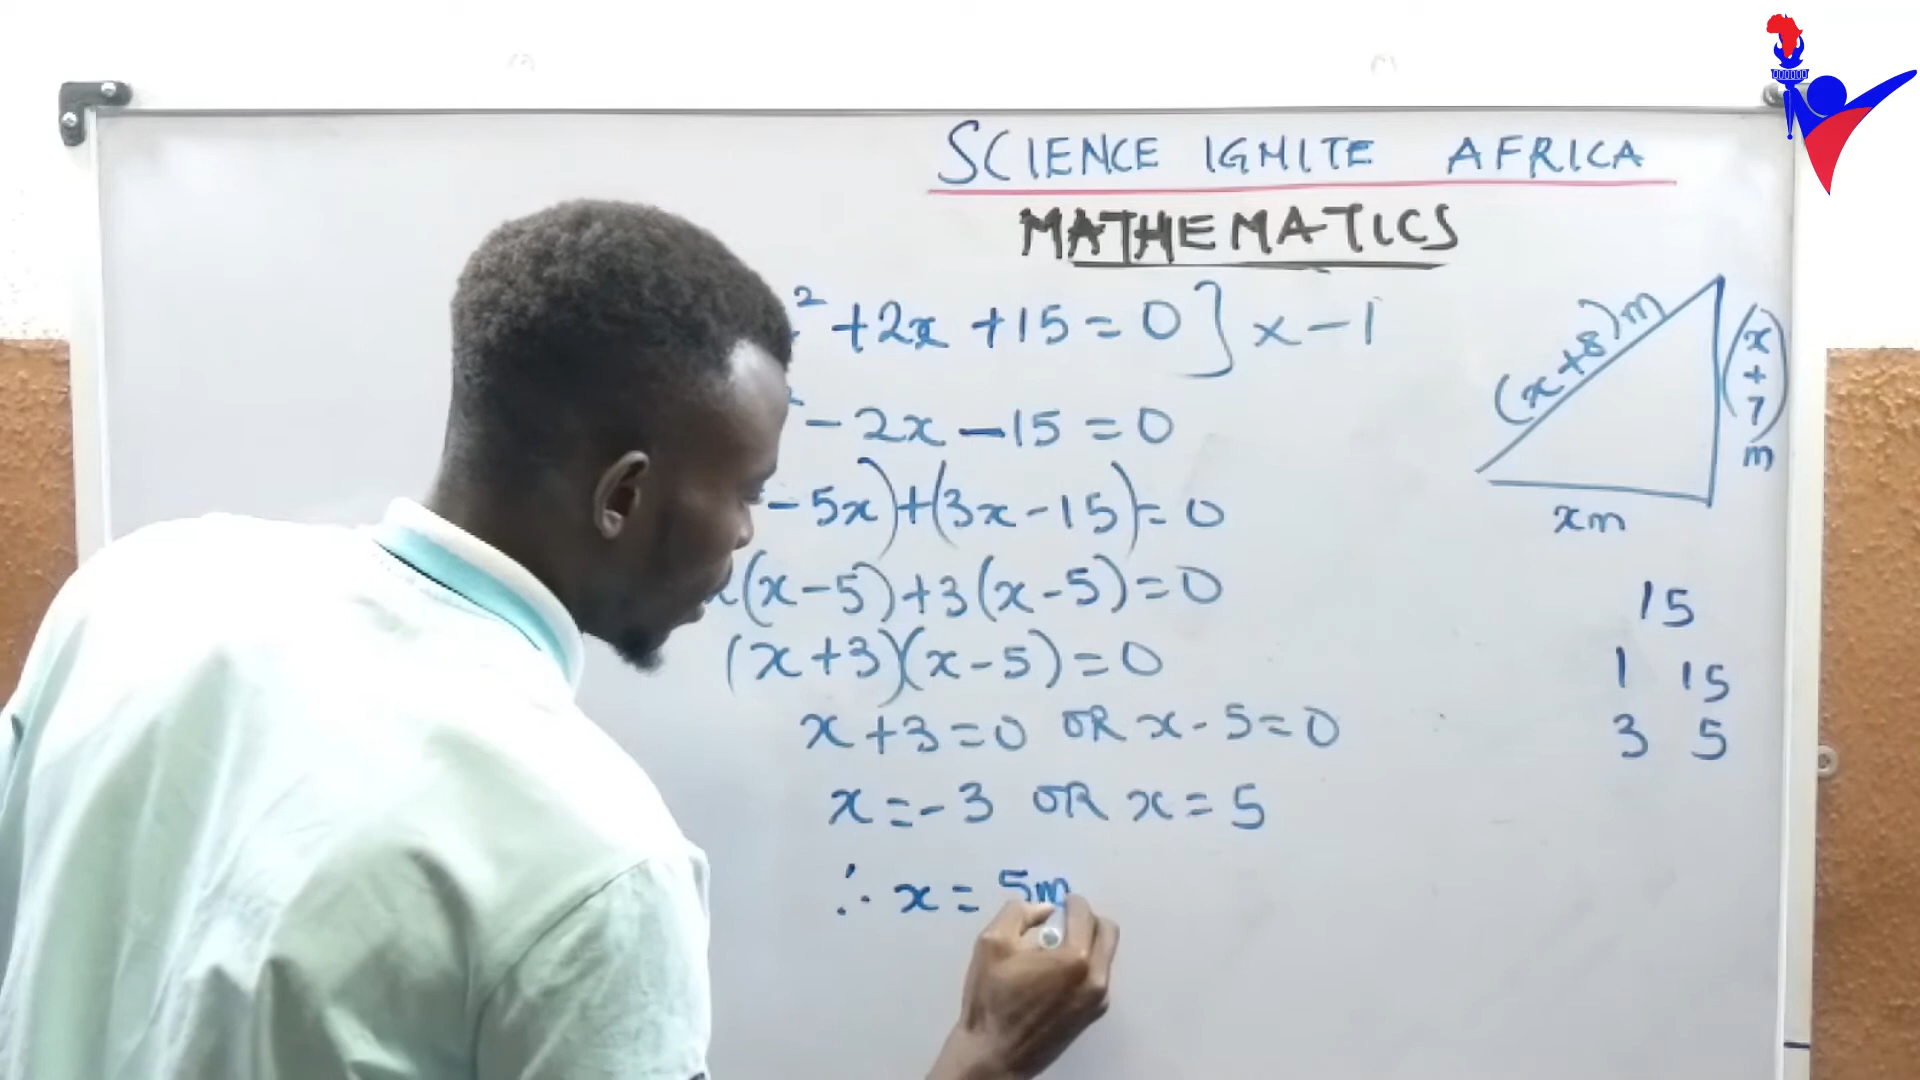 SCIENCE IGNITE AFRICA
MATHEMATICS
² + 2x + 15 = 0] x - 1
² - 2x - 15 = 0
- 5x) + (3x - 15) = 0
x(x - 5) + 3(x - 5) = 0
(x + 3)(x - 5) = 0
x + 3 = 0 OR x - 5 = 0
x = -3 OR x = 5
∴ x = 5m
(x + 8)m
(x + 7)m
xm
15
1 15
3 5